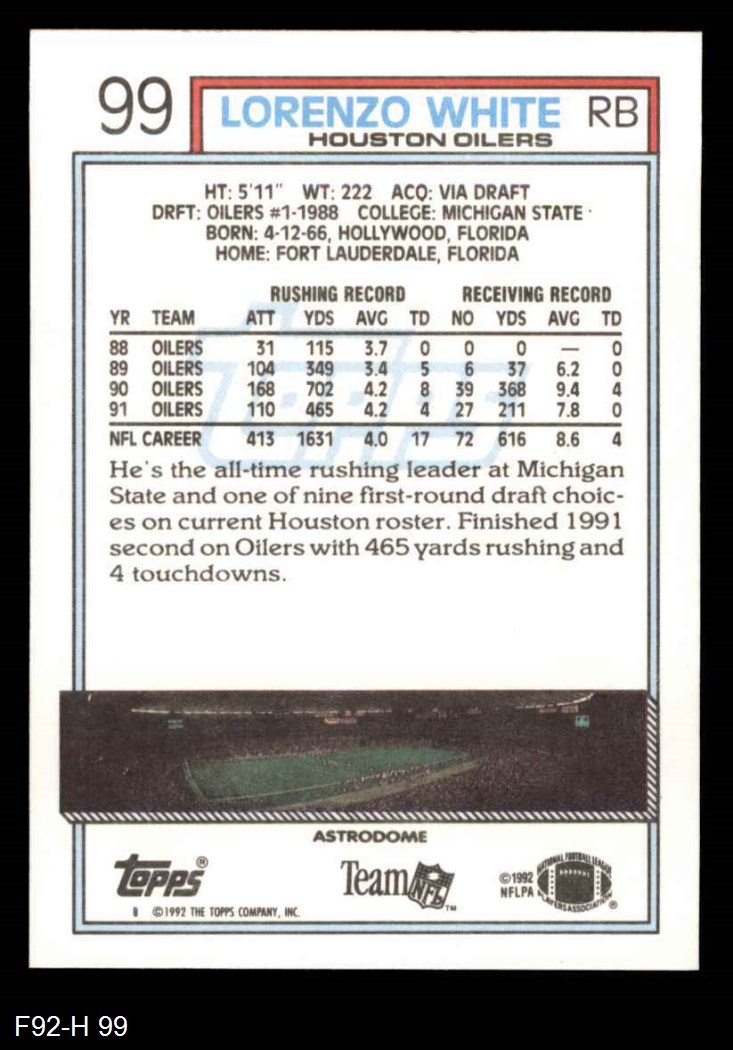 99 LORENZO WHITE RB
HOUSTON OILERS
HT: 5'11" WT: 222 ACQ: VIA DRAFT
DRFT: OILERS #1-1988 COLLEGE: MICHIGAN STATE
BORN: 4-12-66, HOLLYWOOD, FLORIDA
HOME: FORT LAUDERDALE, FLORIDA
RUSHING RECORD RECEIVING RECORD
YR TEAM ATT YDS AVG TD NO YDS AVG TD
88 OILERS 31 115 3.7 0 0 0 — 0
89 OILERS 104 349 3.4 5 6 37 6.2 0
90 OILERS 168 702 4.2 8 39 368 9.4 4
91 OILERS 110 465 4.2 4 27 211 7.8 0
NFL CAREER 413 1631 4.0 17 72 616 8.6 4
topps
He's the all-time rushing leader at Michigan
State and one of nine first-round draft choic-
es on current Houston roster. Finished 1991
second on Oilers with 465 yards rushing and
4 touchdowns.
ASTRODOME
topps®
Team NFL™
©1992
NFLPA
NATIONAL FOOTBALL LEAGUE
PLAYERS ASSOCIATION®
B ©1992 THE TOPPS COMPANY, INC.
F92-H 99